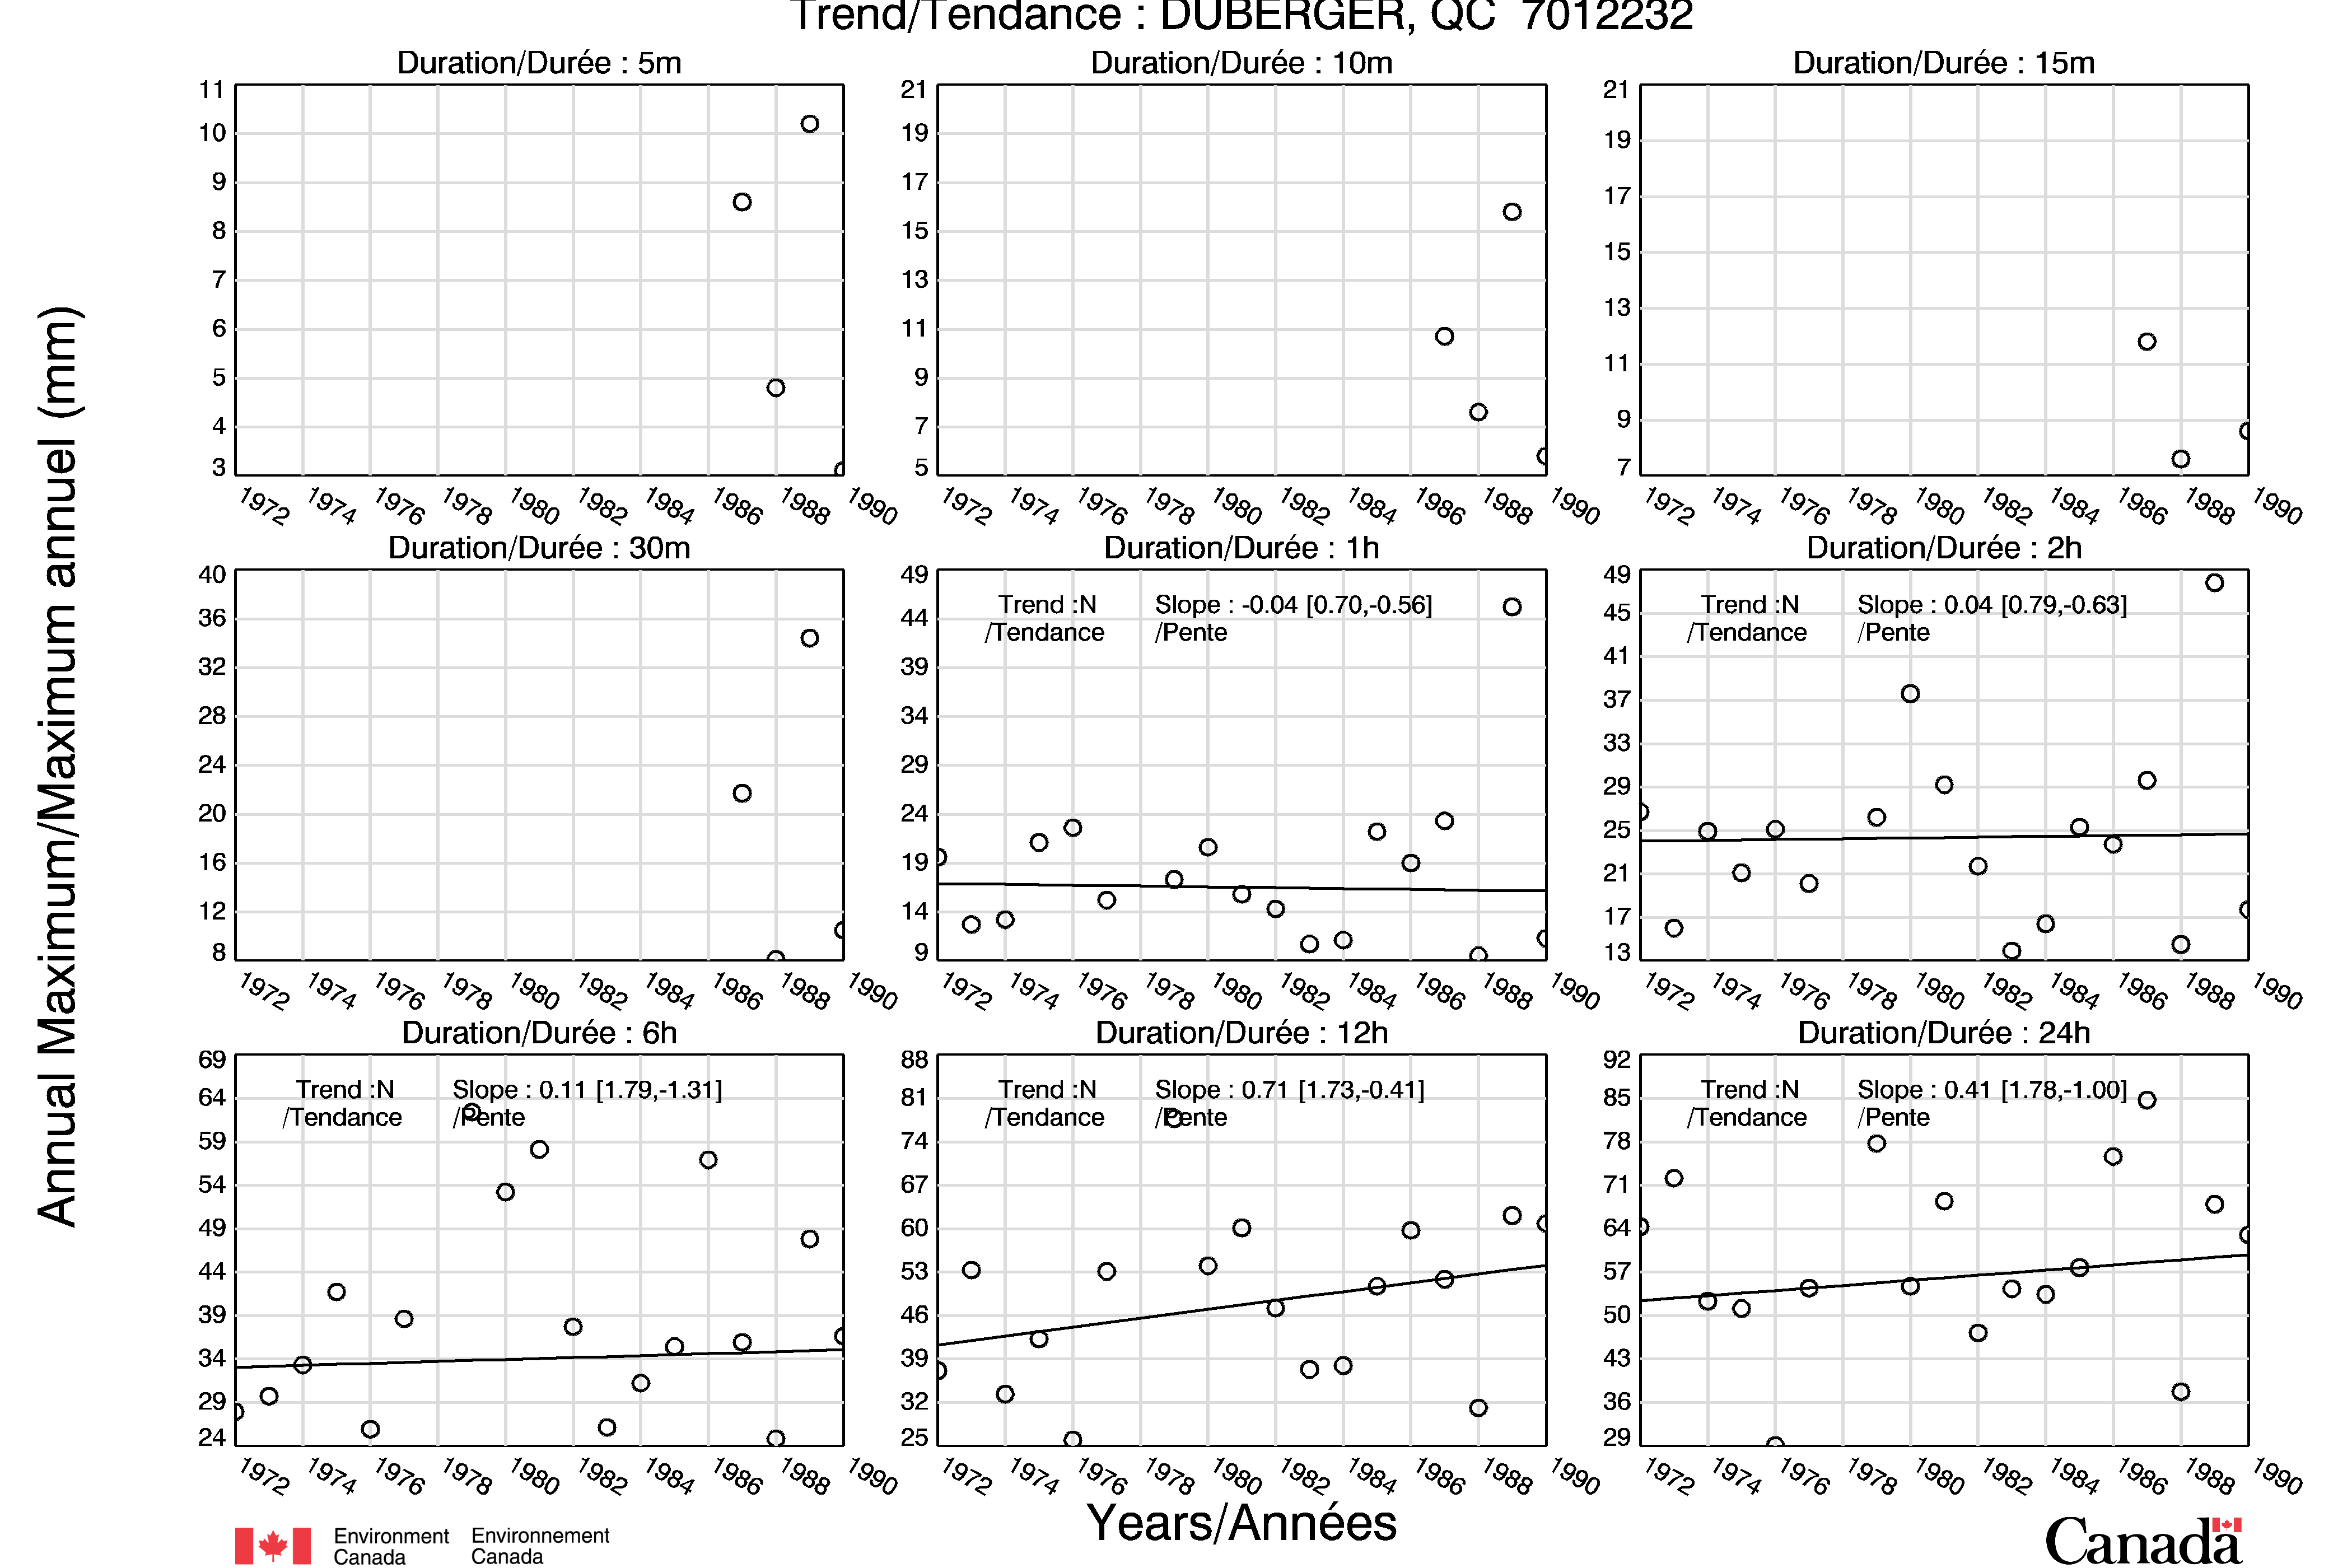 Trend/Tendance : DUBERGER, QC 7012232
Annual Maximum/Maximum annuel (mm)
Duration/Durée : 5m
11
10
9
8
7
6
5
4
3
1972 1974 1976 1978 1980 1982 1984 1986 1988 1990
Duration/Durée : 10m
21
19
17
15
13
11
9
7
5
1972 1974 1976 1978 1980 1982 1984 1986 1988 1990
Duration/Durée : 15m
21
19
17
15
13
11
9
7
1972 1974 1976 1978 1980 1982 1984 1986 1988 1990
Duration/Durée : 30m
40
36
32
28
24
20
16
12
8
1972 1974 1976 1978 1980 1982 1984 1986 1988 1990
Duration/Durée : 1h
Trend :N Slope : -0.04 [0.70,-0.56]
/Tendance /Pente
49
44
39
34
29
24
19
14
9
1972 1974 1976 1978 1980 1982 1984 1986 1988 1990
Duration/Durée : 2h
Trend :N Slope : 0.04 [0.79,-0.63]
/Tendance /Pente
49
45
41
37
33
29
25
21
17
13
1972 1974 1976 1978 1980 1982 1984 1986 1988 1990
Duration/Durée : 6h
Trend :N Slope : 0.11 [1.79,-1.31]
/Tendance /Pente
69
64
59
54
49
44
39
34
29
24
1972 1974 1976 1978 1980 1982 1984 1986 1988 1990
Duration/Durée : 12h
Trend :N Slope : 0.71 [1.73,-0.41]
/Tendance /Pente
88
81
74
67
60
53
46
39
32
25
1972 1974 1976 1978 1980 1982 1984 1986 1988 1990
Duration/Durée : 24h
Trend :N Slope : 0.41 [1.78,-1.00]
/Tendance /Pente
92
85
78
71
64
57
50
43
36
29
1972 1974 1976 1978 1980 1982 1984 1986 1988 1990
Years/Années
Environment Environnement
Canada Canada
Canada